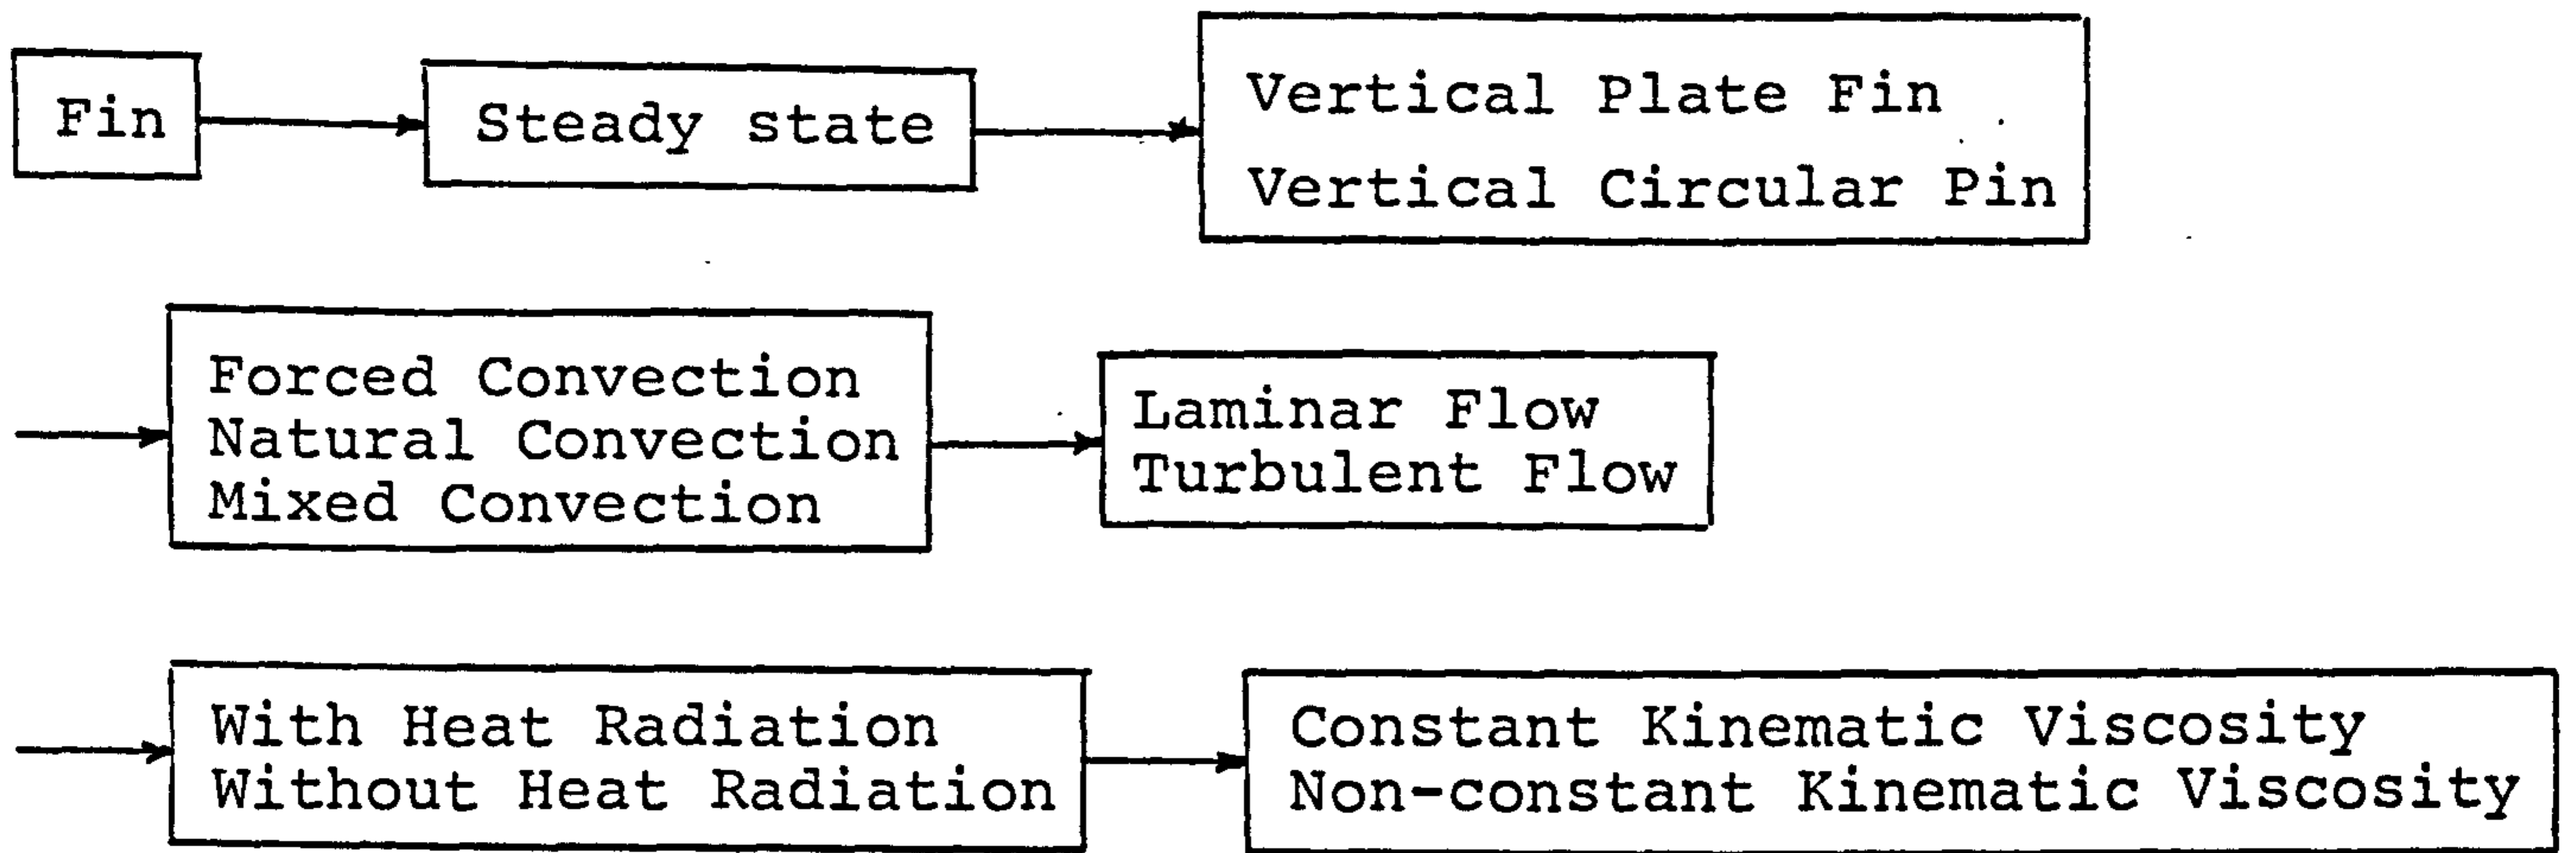 Fin
Steady state
Vertical Plate Fin
Vertical Circular Pin
Forced Convection
Natural Convection
Mixed Convection
Laminar Flow
Turbulent Flow
With Heat Radiation
Without Heat Radiation
Constant Kinematic Viscosity
Non-constant Kinematic Viscosity